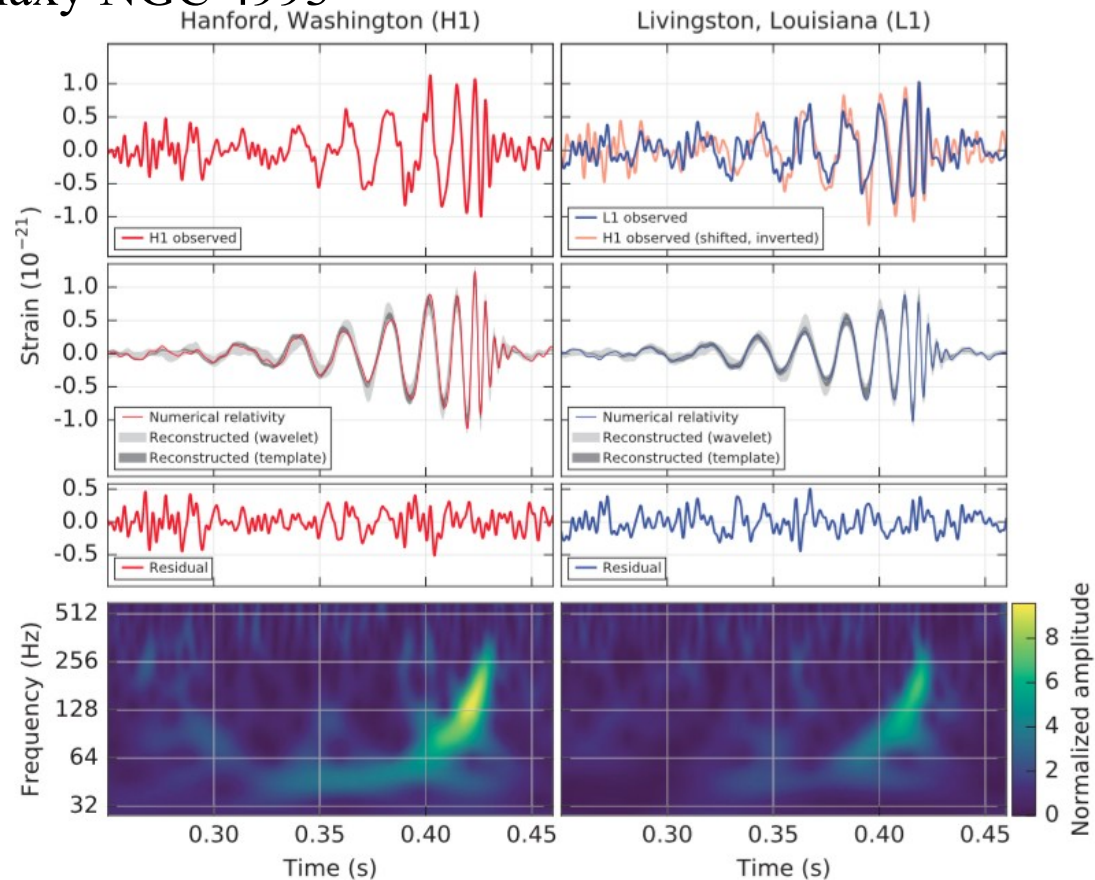 NGC 4993
Hanford, Washington (H1)
Livingston, Louisiana (L1)
Strain (10⁻²¹)
1.0
0.5
0.0
-0.5
-1.0
H1 observed
L1 observed
H1 observed (shifted, inverted)
1.0
0.5
0.0
-0.5
-1.0
Numerical relativity
Reconstructed (wavelet)
Reconstructed (template)
Numerical relativity
Reconstructed (wavelet)
Reconstructed (template)
0.5
0.0
-0.5
Residual
Residual
Frequency (Hz)
512
256
128
64
32
Normalized amplitude
8
6
4
2
0
0.30
0.35
0.40
0.45
0.30
0.35
0.40
0.45
Time (s)
Time (s)